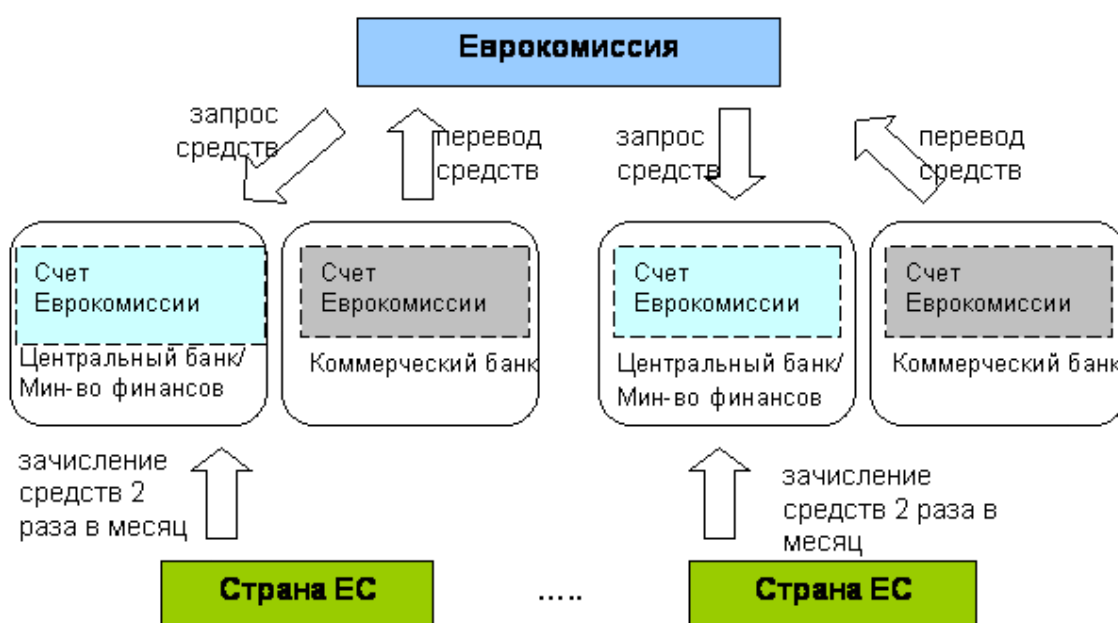 Еврокомиссия
запрос
средств
перевод
средств
запрос
средств
перевод
средств
Счет
Еврокомиссии
Центральный банк/
Мин-во финансов
Счет
Еврокомиссии
Коммерческий банк
Счет
Еврокомиссии
Центральный банк/
Мин-во финансов
Счет
Еврокомиссии
Коммерческий банк
зачисление
средств 2
раза в месяц
зачисление
средств 2 раза в
месяц
Страна ЕС
.....
Страна ЕС